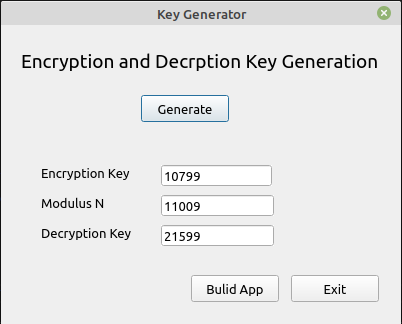 Key Generator
Encryption and Decrption Key Generation
Generate
Encryption Key 10799
Modulus N 11009
Decryption Key 21599
Bulid App Exit